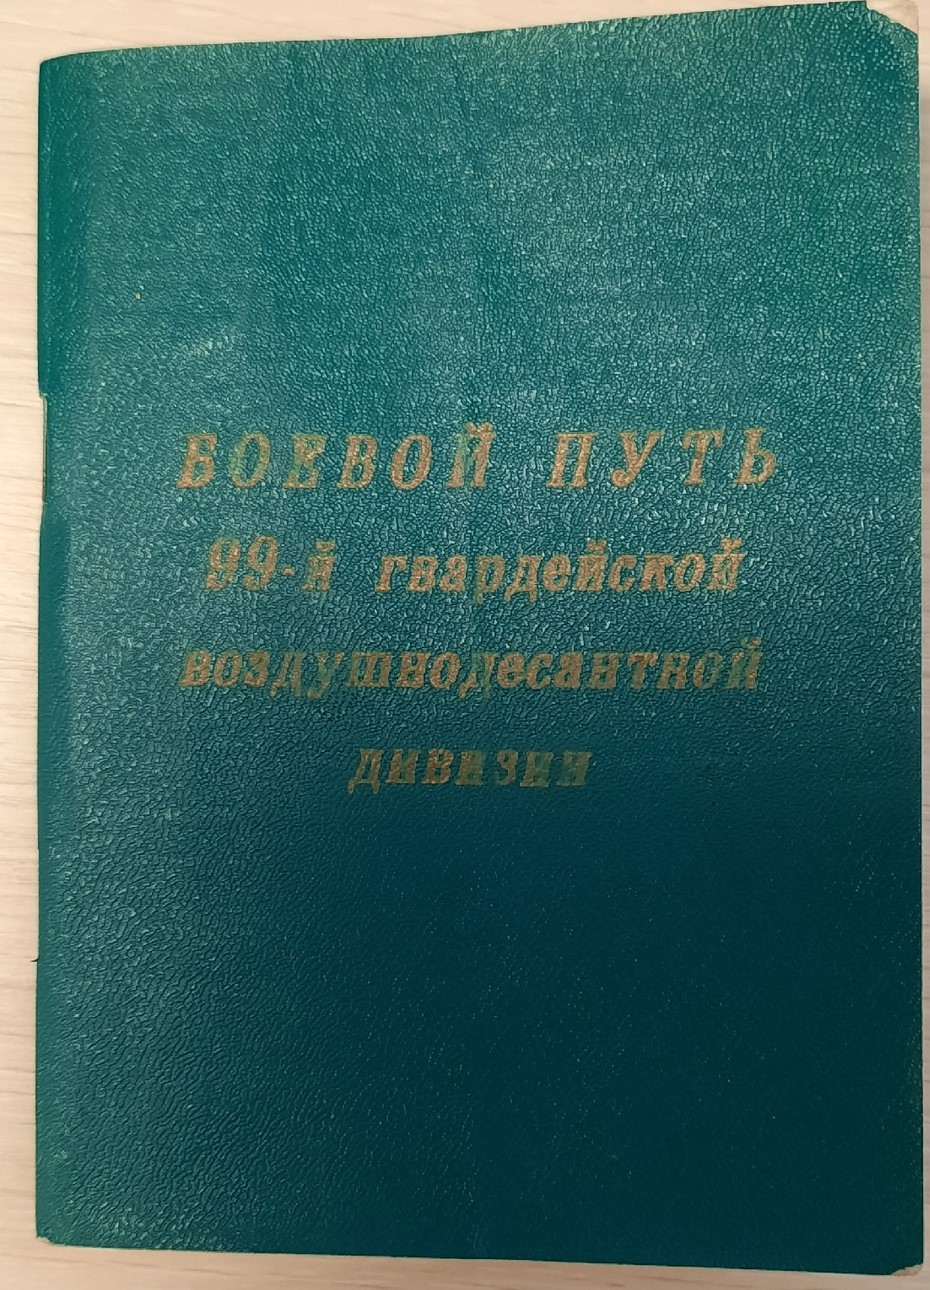 БОЕВОЙ ПУТЬ
99-й гвардейской
воздушнодесантной
дивизии